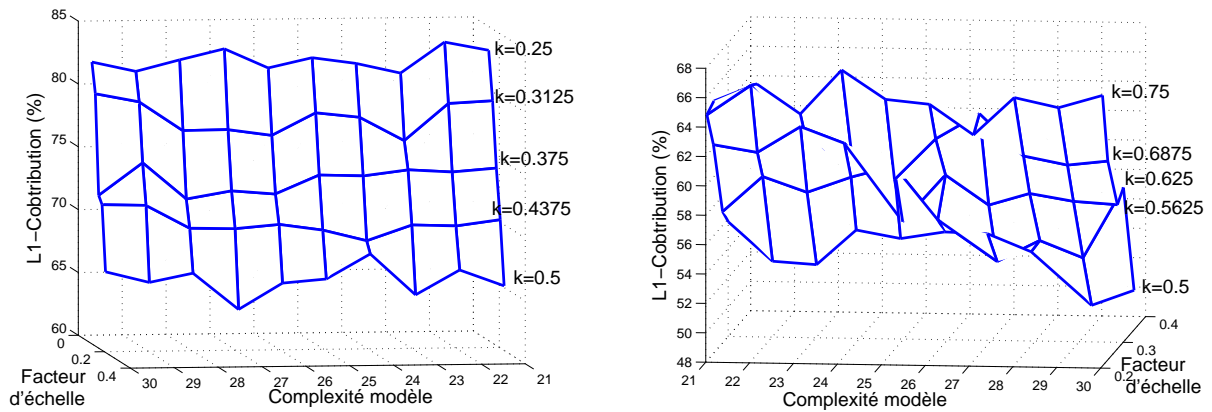 85
80
75
70
65
60
L1−Cobtribution (%)
k=0.25
k=0.3125
k=0.375
k=0.4375
k=0.5
0
0.2
0.4
Facteur
d'échelle
30
29
28
27
26
25
24
23
22
21
Complexité modèle
68
66
64
62
60
58
56
54
52
50
48
L1−Cobtribution (%)
k=0.75
k=0.6875
k=0.625
k=0.5625
k=0.5
21
22
23
24
25
26
27
28
29
30
Complexité modèle
0.4
0.3
0.2
Facteur
d'échelle